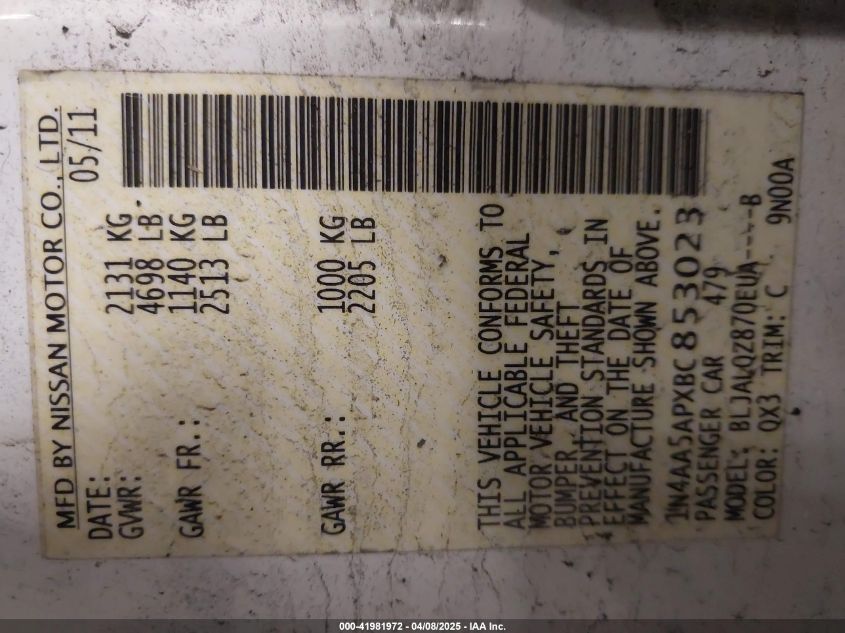 MFD BY NISSAN MOTOR CO., LTD.
DATE: 05/11
GVWR: 2131 KG
4698 LB
GAWR FR.: 1140 KG
2513 LB
GAWR RR.: 1000 KG
2205 LB
THIS VEHICLE CONFORMS TO
ALL APPLICABLE FEDERAL
MOTOR VEHICLE SAFETY,
BUMPER, AND THEFT
PREVENTION STANDARDS IN
EFFECT ON THE DATE OF
MANUFACTURE SHOWN ABOVE.
1N4AA5APXBC853023
PASSENGER CAR 479
MODEL: BLJALQZ87QEUA----B
COLOR: QX3 TRIM: C 9N00A
000-41981972 - 04/08/2025 - IAA Inc.